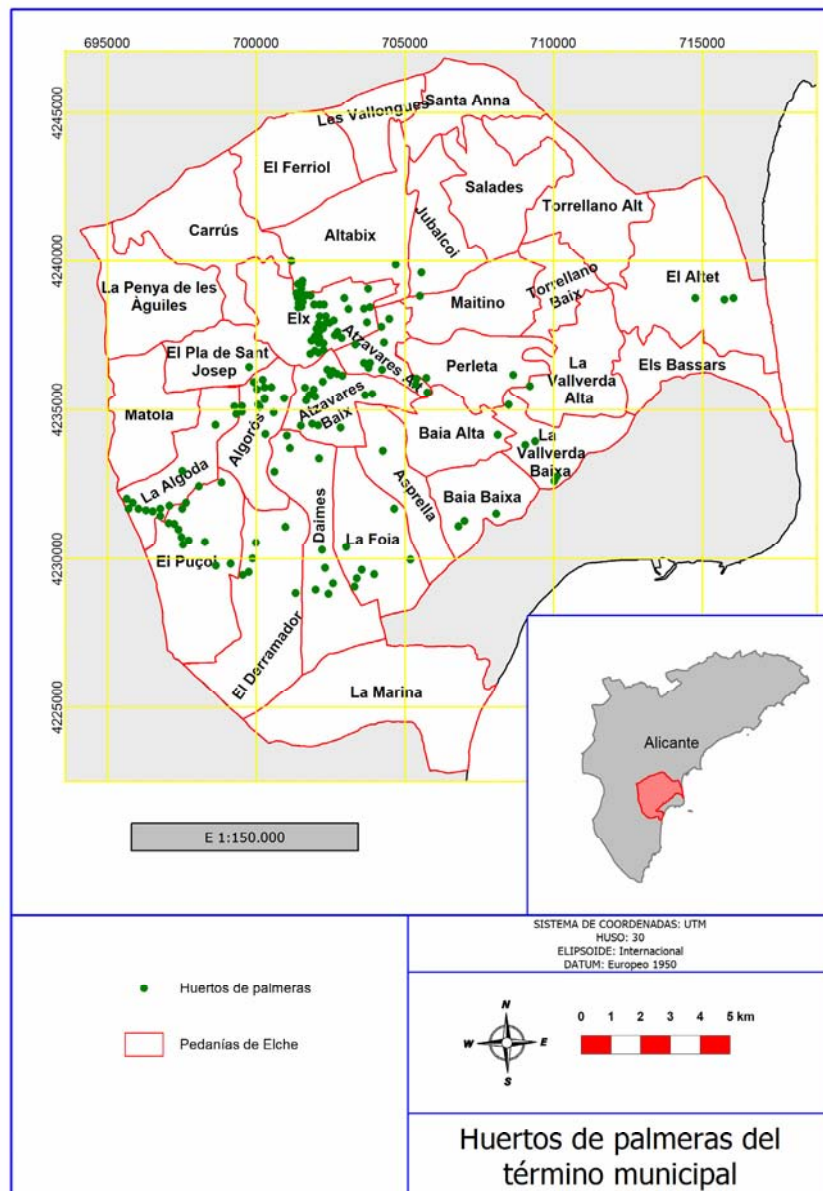 695000
700000
705000
710000
715000
4245000
4240000
4235000
4230000
4225000
Les Vallongues
Santa Anna
El Ferriol
Salades
Carrús
Altabix
Jubalcoi
Torrellano Alt
La Penya de les
Àguiles
Elx
Maitino
Torrellano
Baix
El Altet
El Pla de Sant
Josep
Atzavares Alt
Perleta
La
Vallverda
Alta
Els Bassars
Matola
Algorós
Atzavares
Baix
Baia Alta
La
Vallverda
Baixa
La Algoda
Daimes
Asprella
Baia Baixa
El Puçol
La Foia
El Derramador
La Marina
Alicante
E 1:150.000
Huertos de palmeras
Pedanías de Elche
SISTEMA DE COORDENADAS: UTM
HUSO: 30
ELIPSOIDE: Internacional
DATUM: Europeo 1950
N
W
E
S
0 1 2 3 4 5 km
Huertos de palmeras del
término municipal